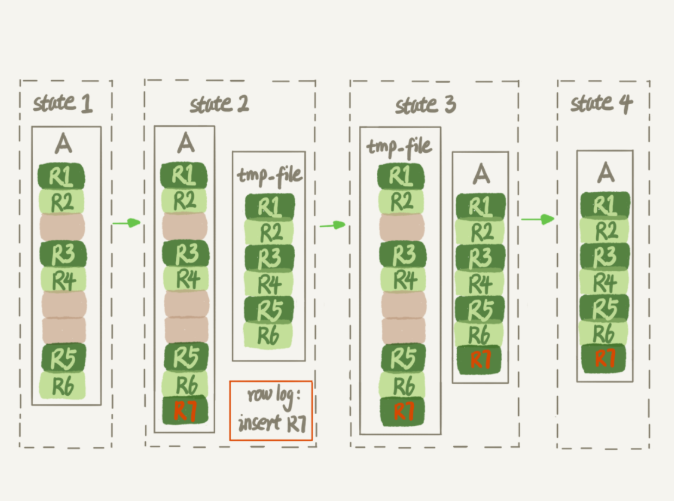 state 1
A
R1
R2
R3
R4
R5
R6
state 2
A
R1
R2
R3
R4
R5
R6
R7
tmp-file
R1
R2
R3
R4
R5
R6
row log:
insert R7
state 3
tmp-file
R1
R2
R3
R4
R5
R6
R7
A
R1
R2
R3
R4
R5
R6
R7
state 4
A
R1
R2
R3
R4
R5
R6
R7